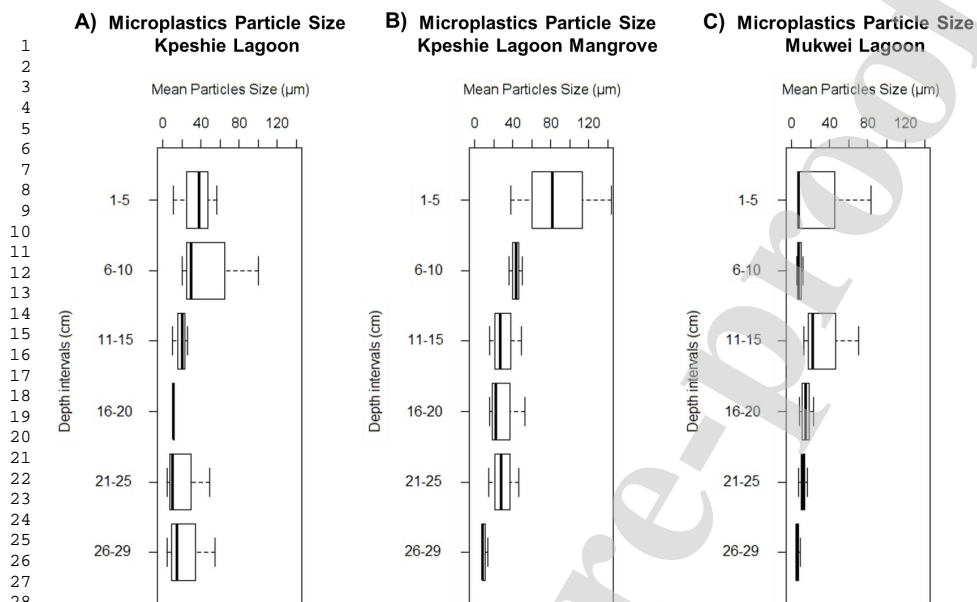 A) Microplastics Particle Size
Kpeshie Lagoon
Mean Particles Size (µm)
0 40 80 120
Depth intervals (cm)
1-5
6-10
11-15
16-20
21-25
26-29
B) Microplastics Particle Size
Kpeshie Lagoon Mangrove
Mean Particles Size (µm)
0 40 80 120
Depth intervals (cm)
1-5
6-10
11-15
16-20
21-25
26-29
C) Microplastics Particle Size
Mukwei Lagoon
Mean Particles Size (µm)
0 40 80 120
Depth intervals (cm)
1-5
6-10
11-15
16-20
21-25
26-29
1
2
3
4
5
6
7
8
9
10
11
12
13
14
15
16
17
18
19
20
21
22
23
24
25
26
27
28
re-proof